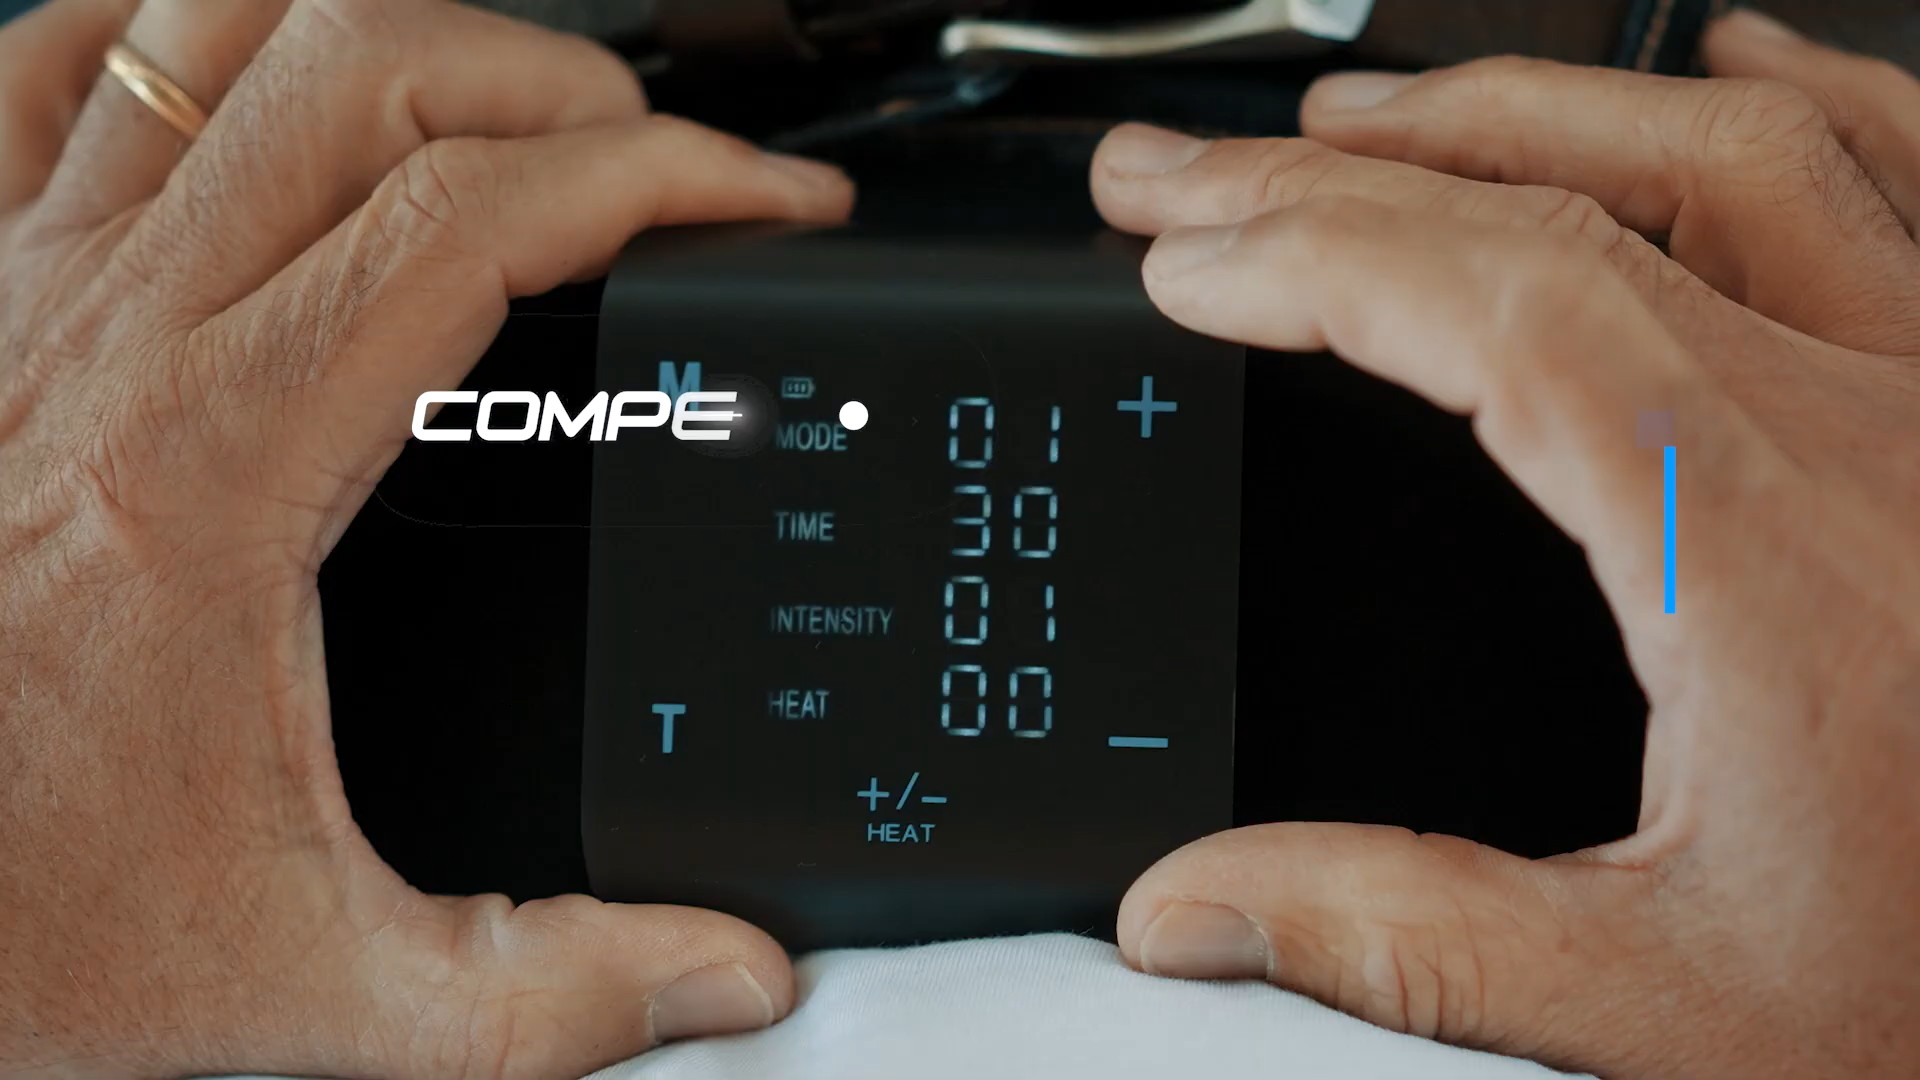 M
COMPE
MODE 01
TIME 30
INTENSITY 01
HEAT 00
T
+
−
+/−
HEAT